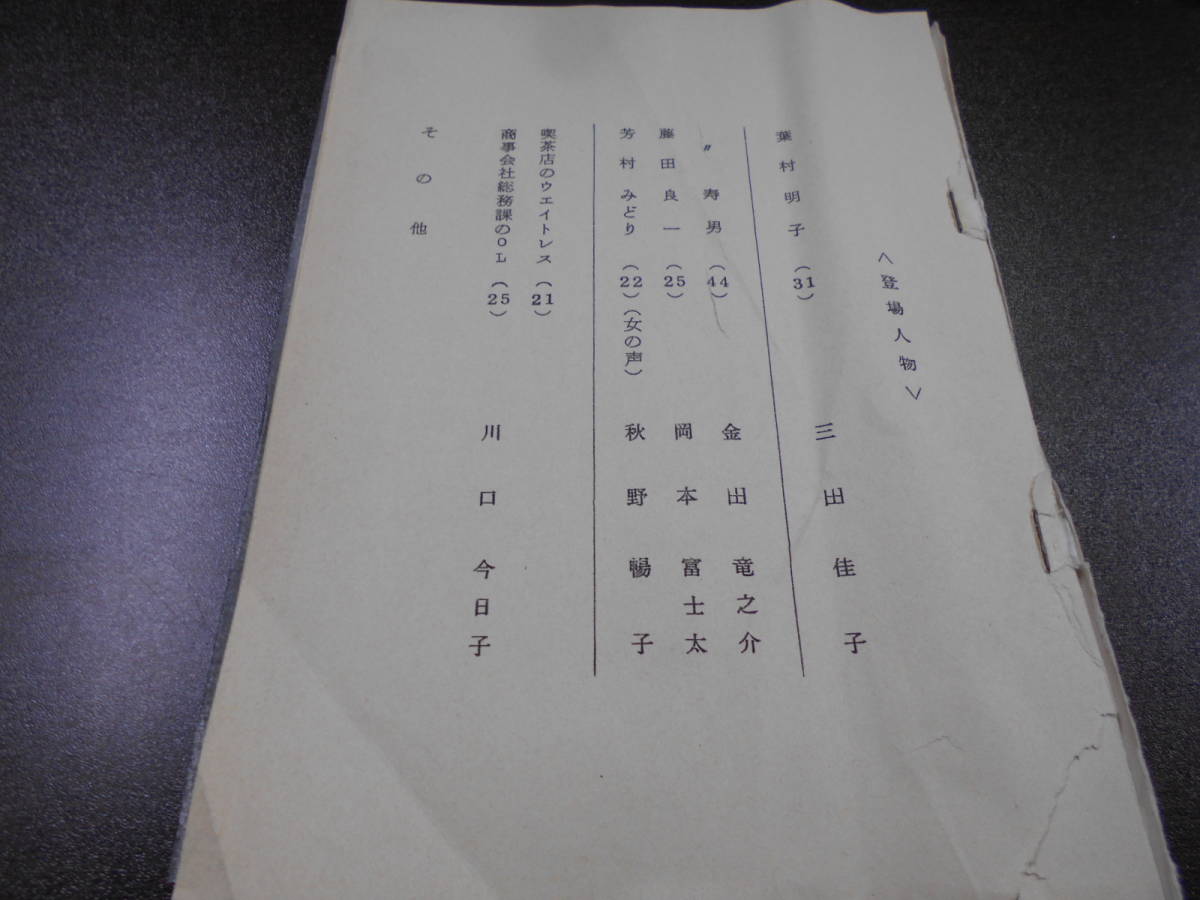 <登場人物>
葉村明子(31) 三田佳子
〃寿男(44) 金田竜之介
藤田良一(25) 岡本富士太
芳村みどり(22)(女の声) 秋野暢子
喫茶店のウエイトレス(21)
商事会社総務課のOL(25) 川口今日子
その他